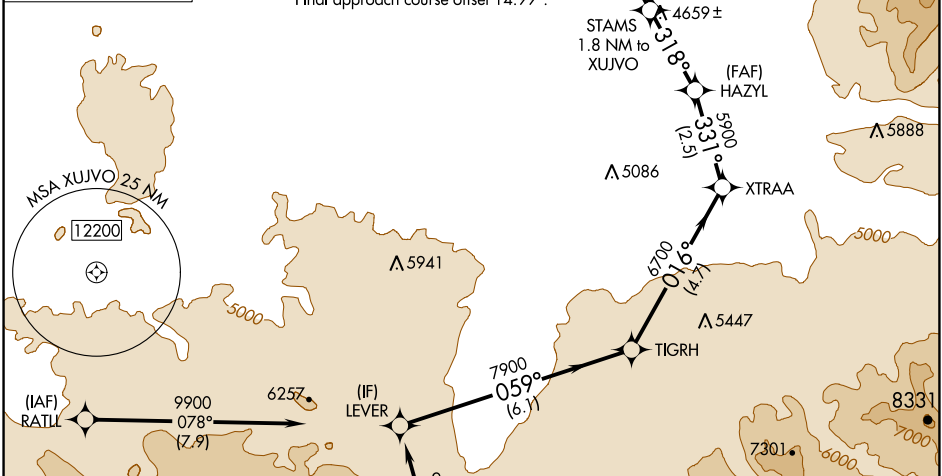 Final approach course offset 14.77°.
4659±
STAMS
1.8 NM to
XUJVO
318°
(FAF)
HAZYL
5900
331°
(2.5)
5888
5086
MSA XUJVO 25 NM
12200
XTRAA
5000
6700
016°
(4.7)
5941
5000
5447
TIGRH
7900
059°
(6.1)
(IF)
LEVER
6257
(IAF)
RATLL
9900
078°
(7.9)
8331
7000
7301
6000